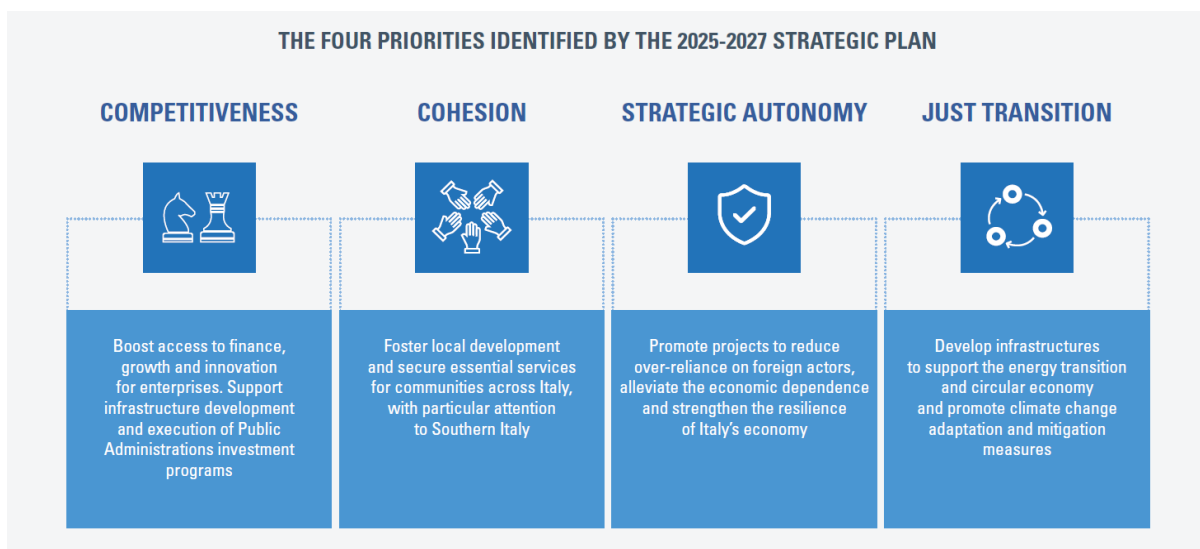 THE FOUR PRIORITIES IDENTIFIED BY THE 2025-2027 STRATEGIC PLAN
COMPETITIVENESS
Boost access to finance,
growth and innovation
for enterprises. Support
infrastructure development
and execution of Public
Administrations investment
programs
COHESION
Foster local development
and secure essential services
for communities across Italy,
with particular attention
to Southern Italy
STRATEGIC AUTONOMY
Promote projects to reduce
over-reliance on foreign actors,
alleviate the economic dependence
and strengthen the resilience
of Italy’s economy
JUST TRANSITION
Develop infrastructures
to support the energy transition
and circular economy
and promote climate change
adaptation and mitigation
measures